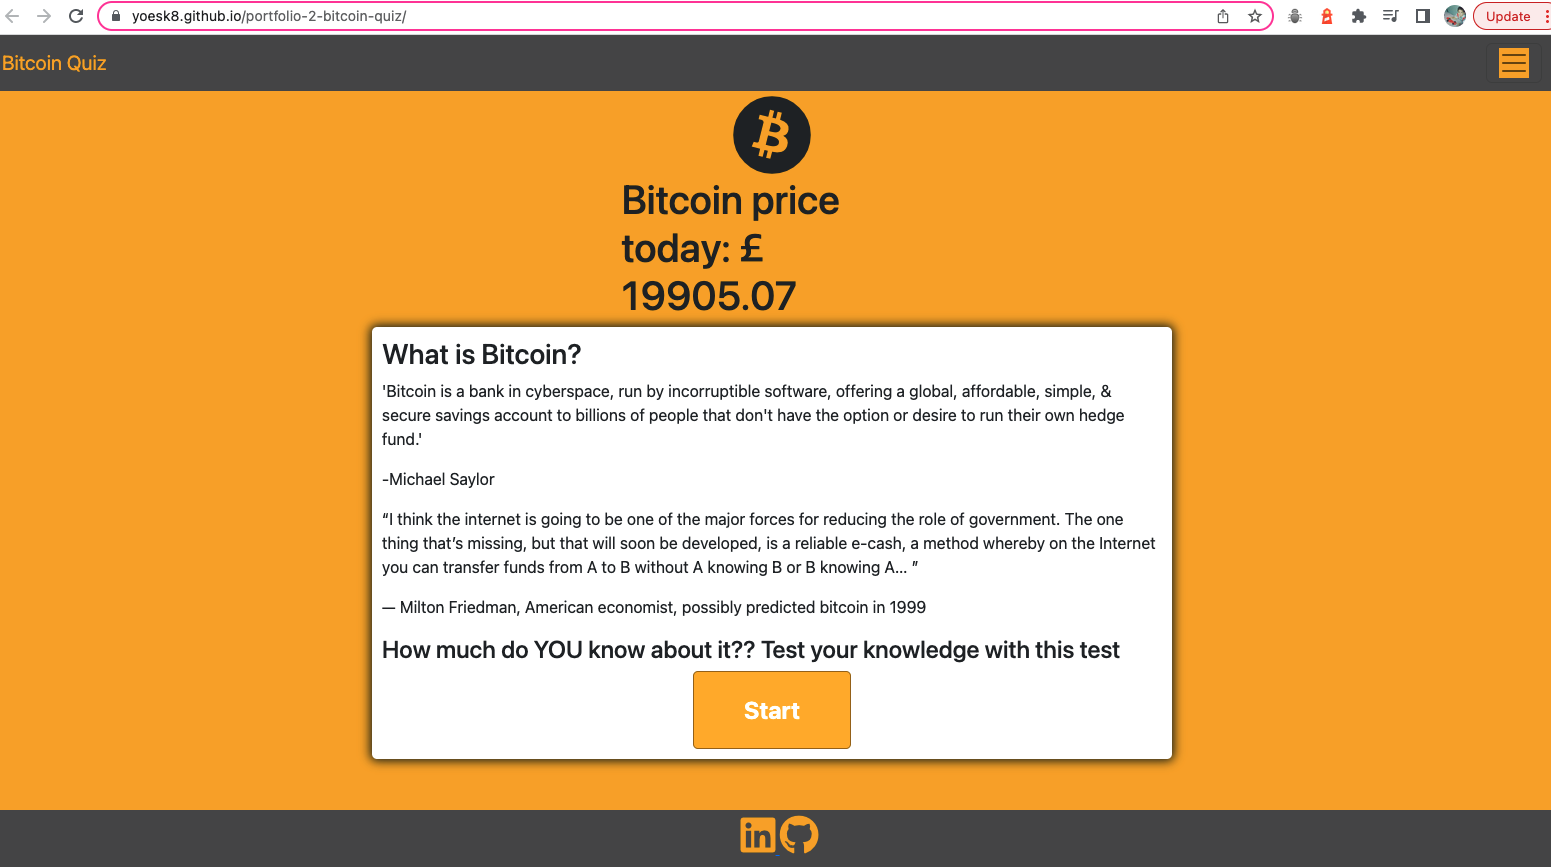 yoesk8.github.io/portfolio-2-bitcoin-quiz/
Update
Bitcoin Quiz
Bitcoin price
today: £
19905.07
What is Bitcoin?
'Bitcoin is a bank in cyberspace, run by incorruptible software, offering a global, affordable, simple, &
secure savings account to billions of people that don't have the option or desire to run their own hedge
fund.'
-Michael Saylor
“I think the internet is going to be one of the major forces for reducing the role of government. The one
thing that’s missing, but that will soon be developed, is a reliable e-cash, a method whereby on the Internet
you can transfer funds from A to B without A knowing B or B knowing A... ”
— Milton Friedman, American economist, possibly predicted bitcoin in 1999
How much do YOU know about it?? Test your knowledge with this test
Start
in